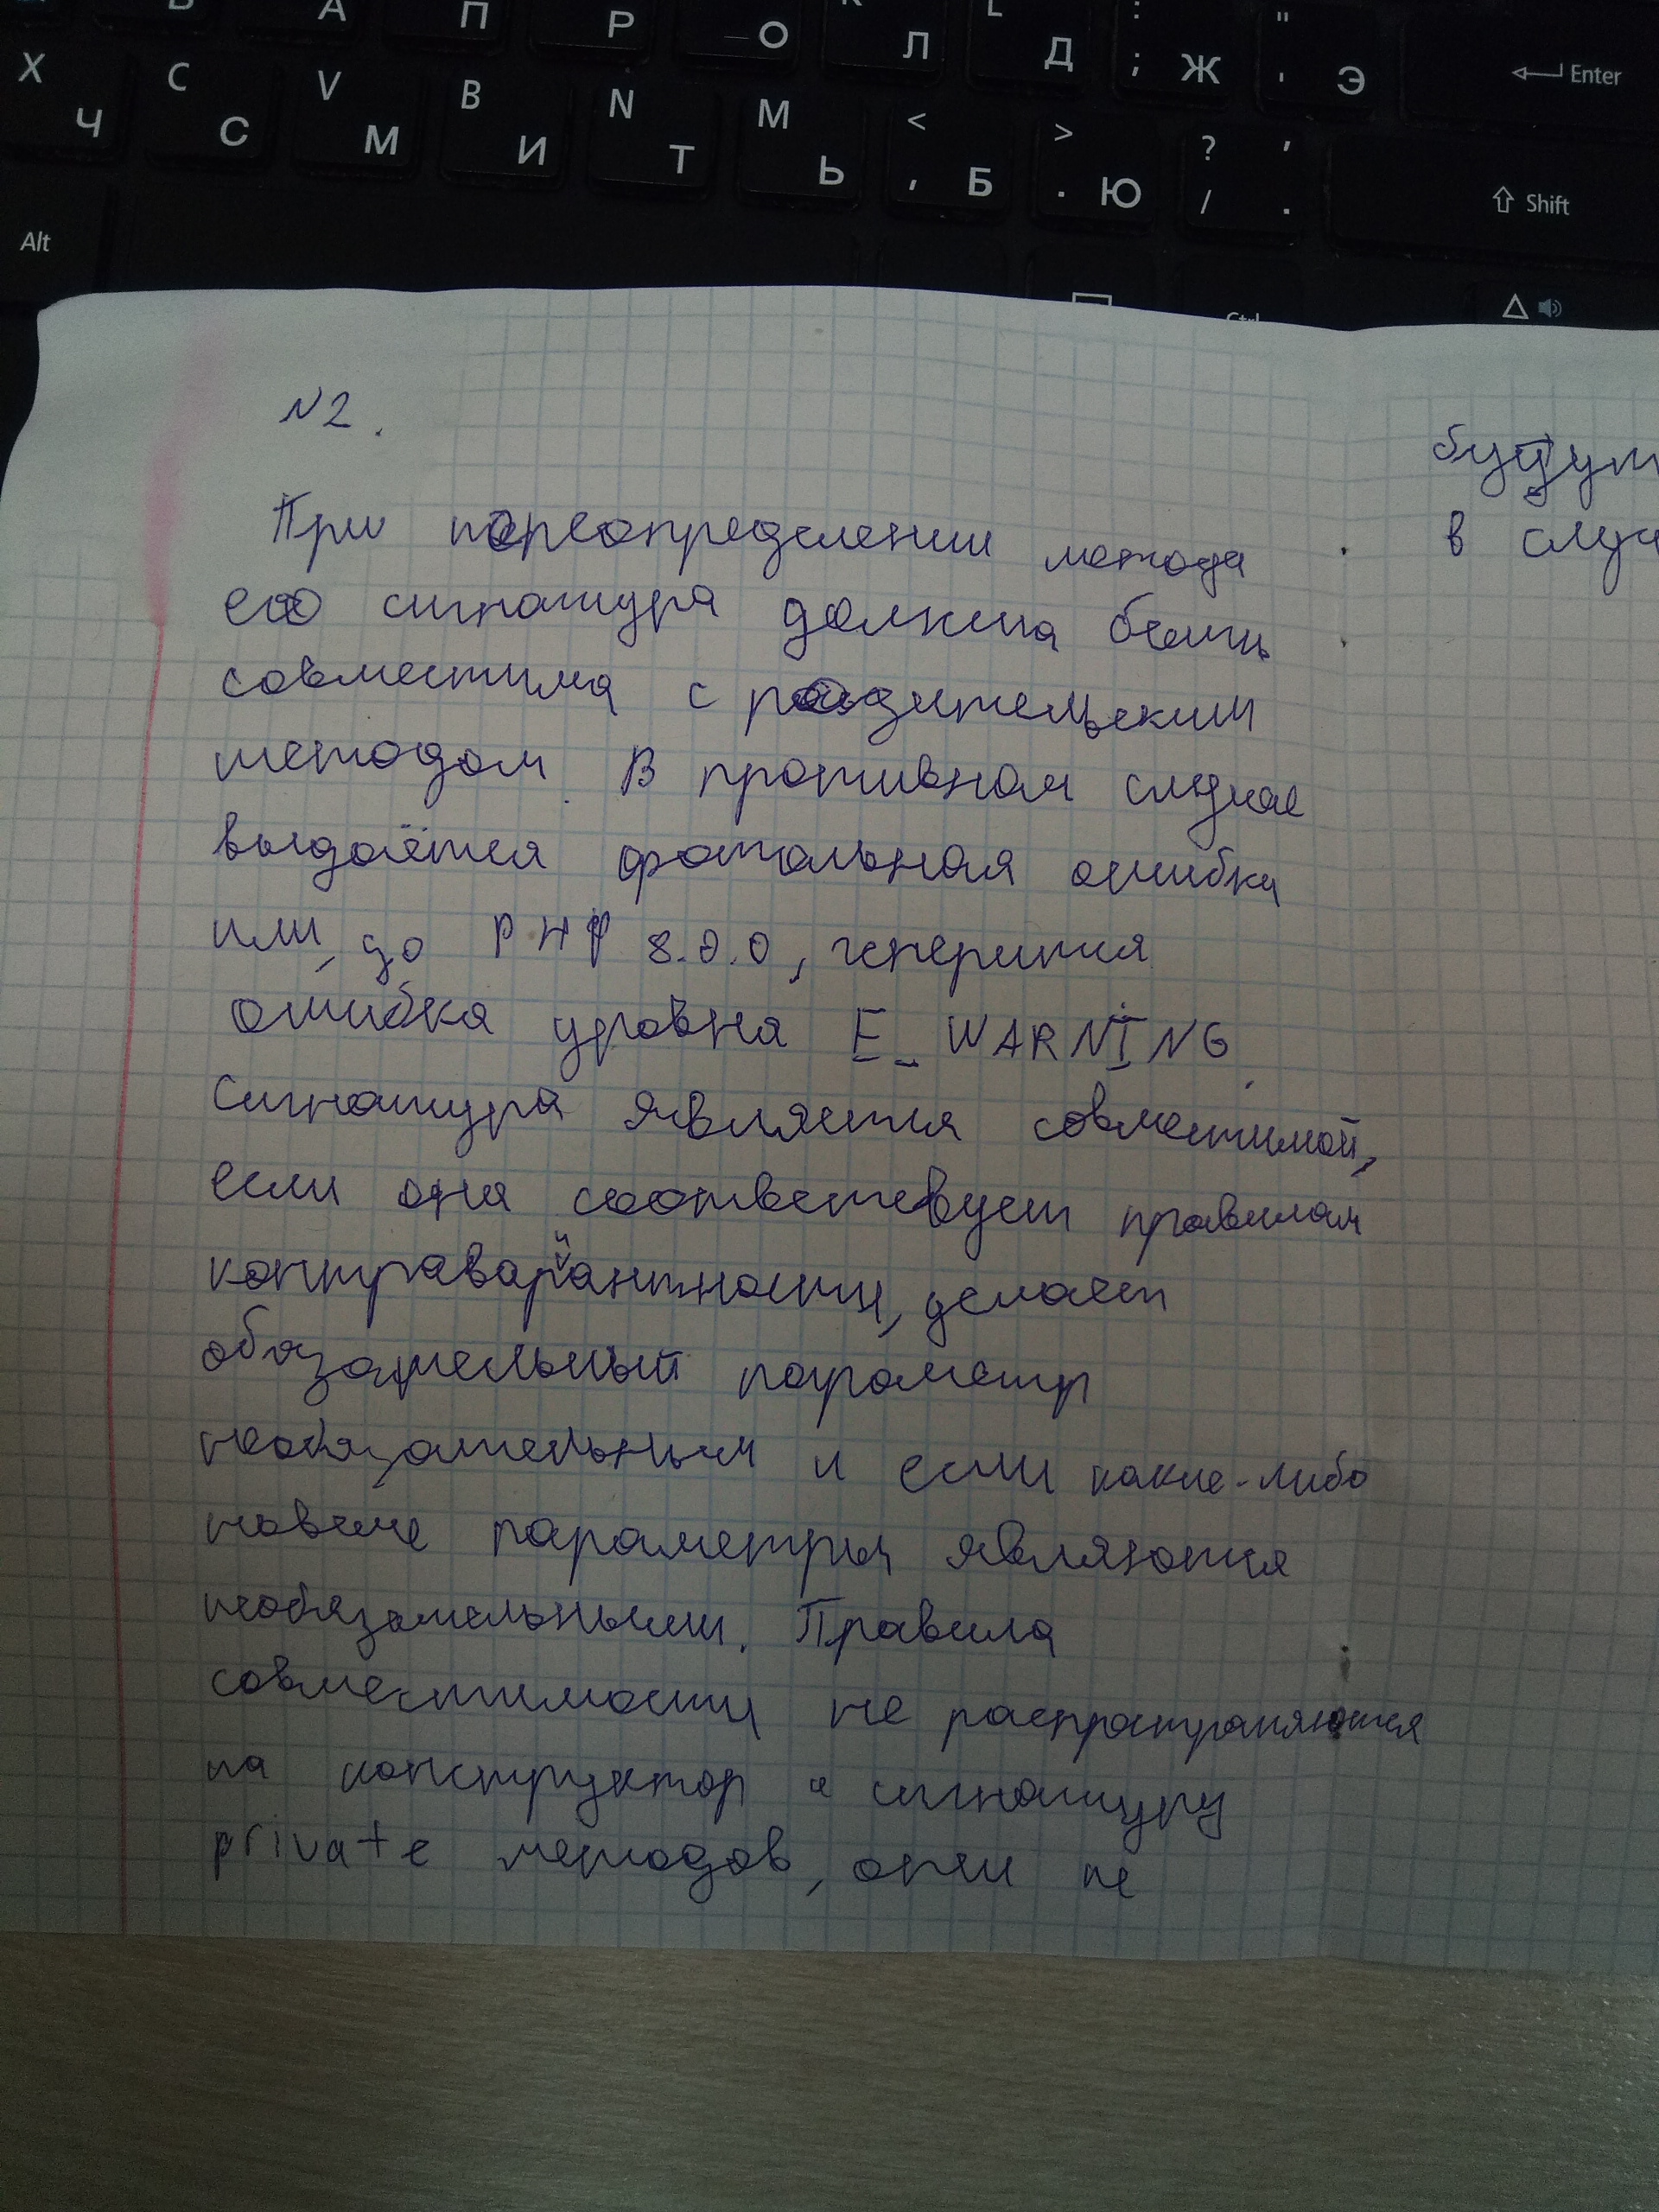 Ч С М И Т Ь Б Ю
А П Р О Л Д Ж Э Enter
X C V B N M < > ? Shift
Alt
N2.
При переопределении метода
его сигнатура должна быть
совместима с родительским
методом. В противном случае
выдаётся фатальная ошибка
или, до PHP 8.0.0, генерится
ошибка уровня E_WARNING.
Сигнатура является совместимой,
если она соответсвует правилам
контравариантности, делает
обязательный параметр
необязательным и если какие-либо
новые параметры являются
необязательными. Правила
совместимости не распространяются
на конструктор и сигнатуру
private методов, они не
будут
в случ